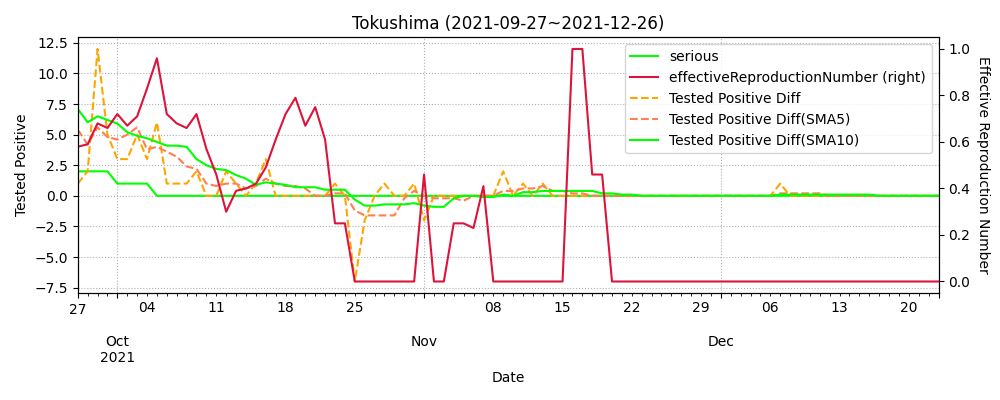 Tokushima (2021-09-27~2021-12-26)
12.5
10.0
7.5
5.0
2.5
0.0
−2.5
−5.0
−7.5
Tested Positive
serious
effectiveReproductionNumber (right)
Tested Positive Diff
Tested Positive Diff(SMA5)
Tested Positive Diff(SMA10)
1.0
0.8
0.6
0.4
0.2
0.0
Effective Reproduction Number
27 04 11 18 25 08 15 22 29 06 13 20
Oct Nov Dec
2021
Date